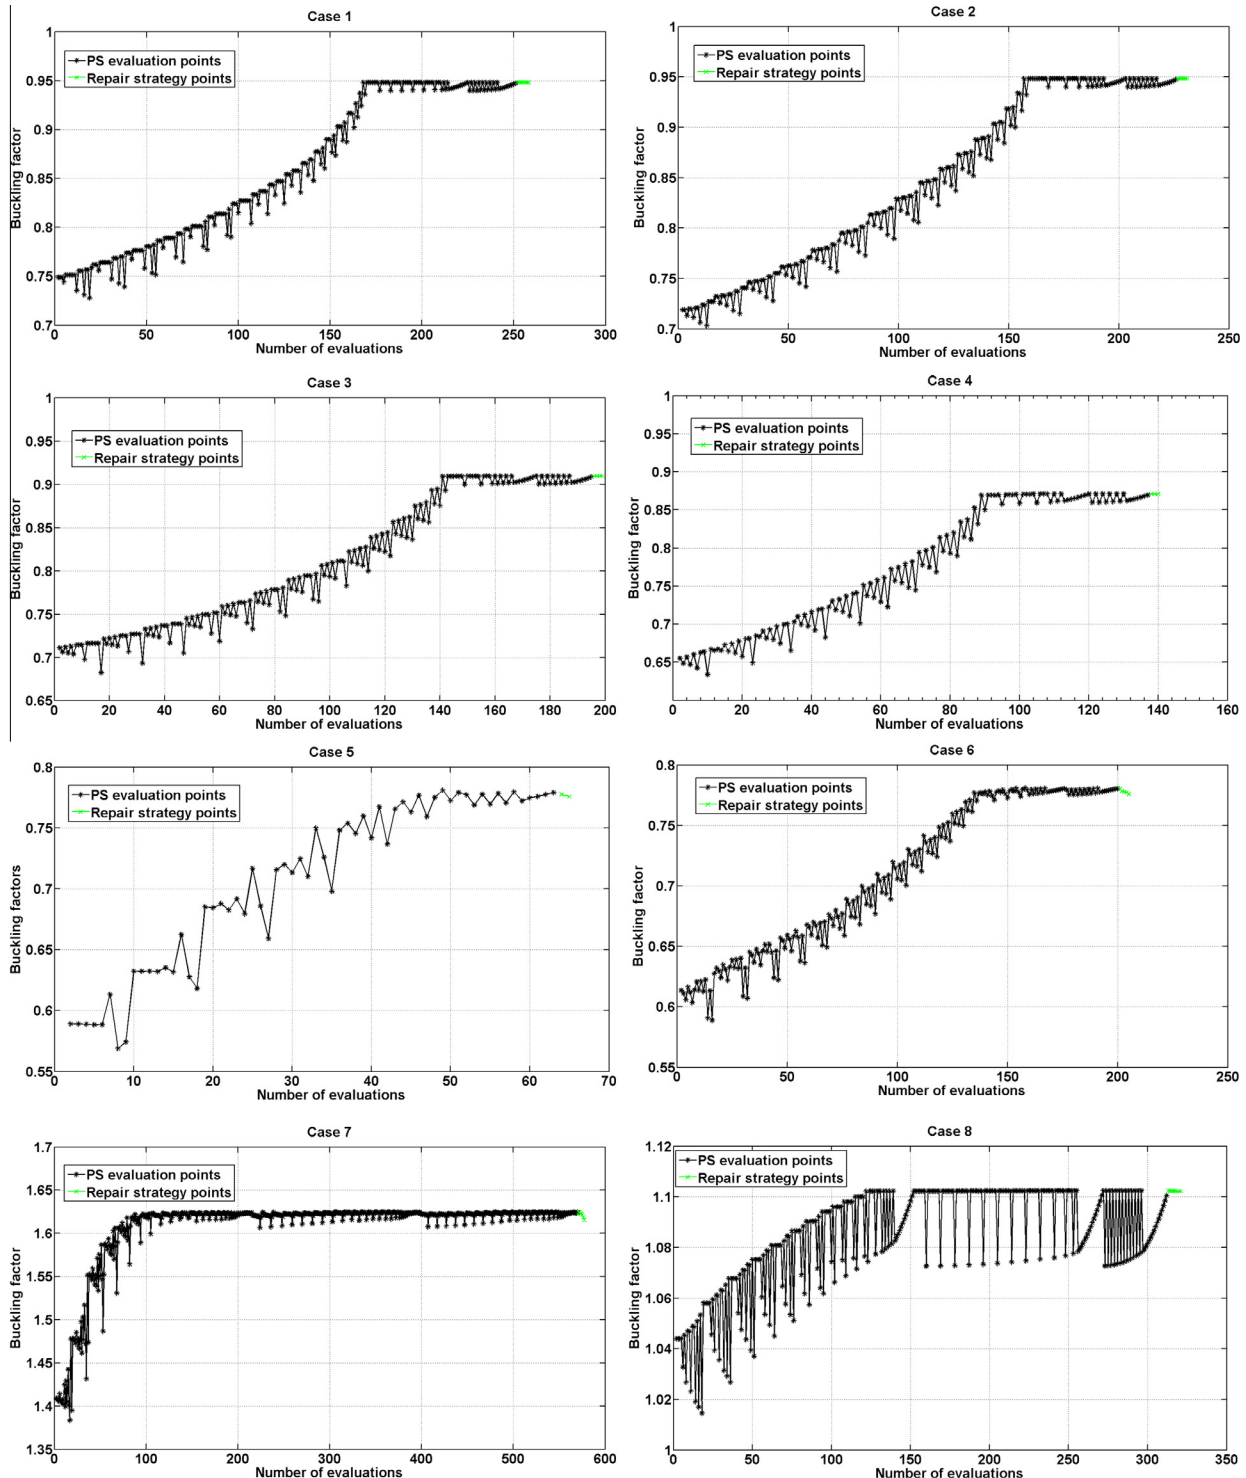 Case 1
1
0.95
0.9
0.85
0.8
0.75
0.7
Buckling factor
PS evaluation points
Repair strategy points
50 100 150 200 250 300
Number of evaluations
Case 2
1
0.95
0.9
0.85
0.8
0.75
0.7
Buckling factor
PS evaluation points
Repair strategy points
0 50 100 150 200 250
Number of evaluations
Case 3
1
0.95
0.9
0.85
0.8
0.75
0.7
0.65
Buckling factor
PS evaluation points
Repair strategy points
0 20 40 60 80 100 120 140 160 180 200
Number of evaluations
Case 4
1
0.95
0.9
0.85
0.8
0.75
0.7
0.65
Buckling factor
PS evaluation points
Repair strategy points
0 20 40 60 80 100 120 140 160
Number of evaluations
Case 5
0.8
0.75
0.7
0.65
0.6
0.55
Buckling factors
PS evaluation points
Repair strategy points
0 10 20 30 40 50 60 70
Number of evaluations
Case 6
0.8
0.75
0.7
0.65
0.6
0.55
Buckling factor
PS evaluation points
Repair strategy points
0 50 100 150 200 250
Number of evaluations
Case 7
1.7
1.65
1.6
1.55
1.5
1.45
1.4
1.35
Buckling factor
PS evaluation points
Repair strategy points
0 100 200 300 400 500 600
Number of evaluations
Case 8
1.12
1.1
1.08
1.06
1.04
1.02
1
Buckling factor
PS evaluation points
Repair strategy points
0 50 100 150 200 250 300 350
Number of evaluations